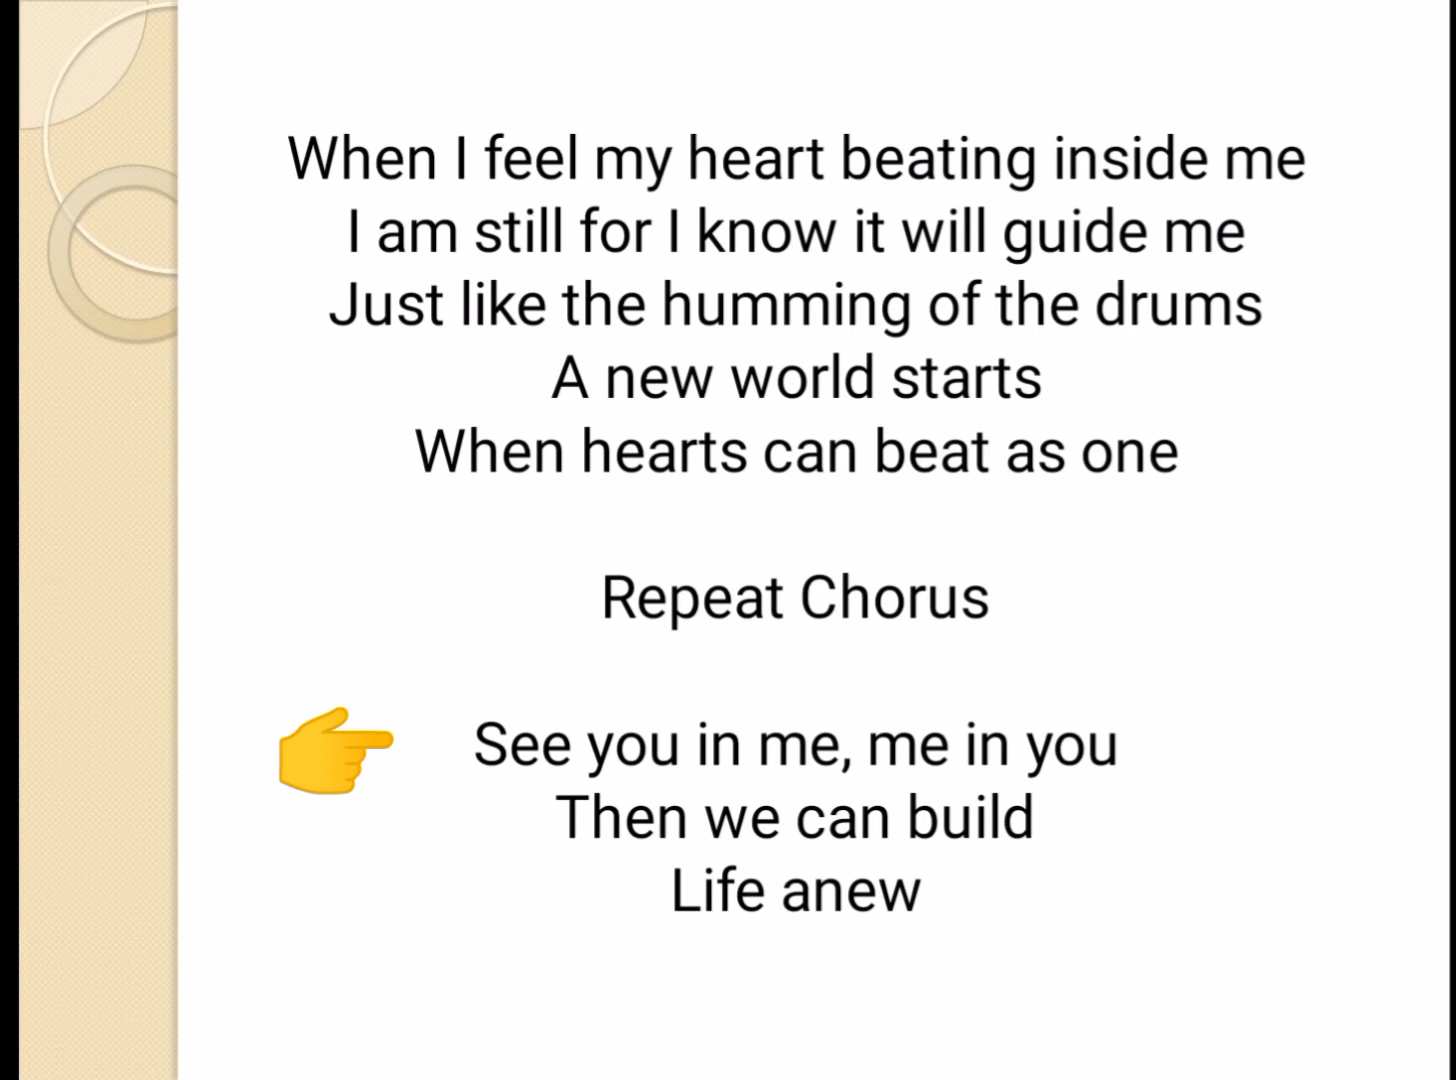 When I feel my heart beating inside me
I am still for I know it will guide me
Just like the humming of the drums
A new world starts
When hearts can beat as one
Repeat Chorus
See you in me, me in you
Then we can build
Life anew